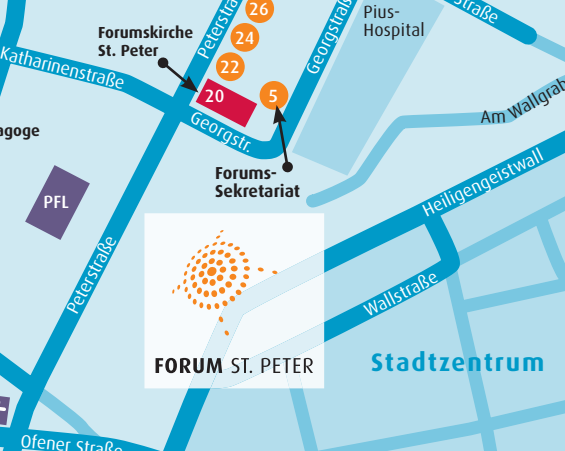 26
24
22
20
5
Peterstra
Georgstraß
Pius-
Hospital
straße
Forumskirche
St. Peter
Katharinenstraße
Georgstr.
Am Wallgrab
agoge
Forums-
Sekretariat
Heiligengeistwall
PFL
Peterstraße
Wallstraße
FORUM ST. PETER
Stadtzentrum
Ofener Straße